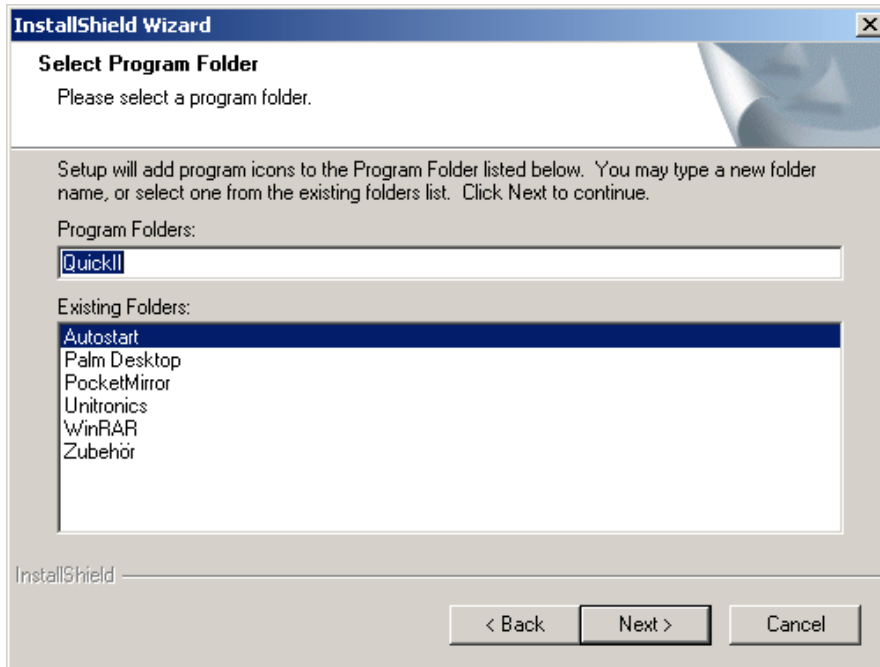 InstallShield Wizard
Select Program Folder
Please select a program folder.
Setup will add program icons to the Program Folder listed below.  You may type a new folder
name, or select one from the existing folders list.  Click Next to continue.
Program Folders:
QuickII
Existing Folders:
Autostart
Palm Desktop
PocketMirror
Unitronics
WinRAR
Zubehör
InstallShield
< Back
Next >
Cancel